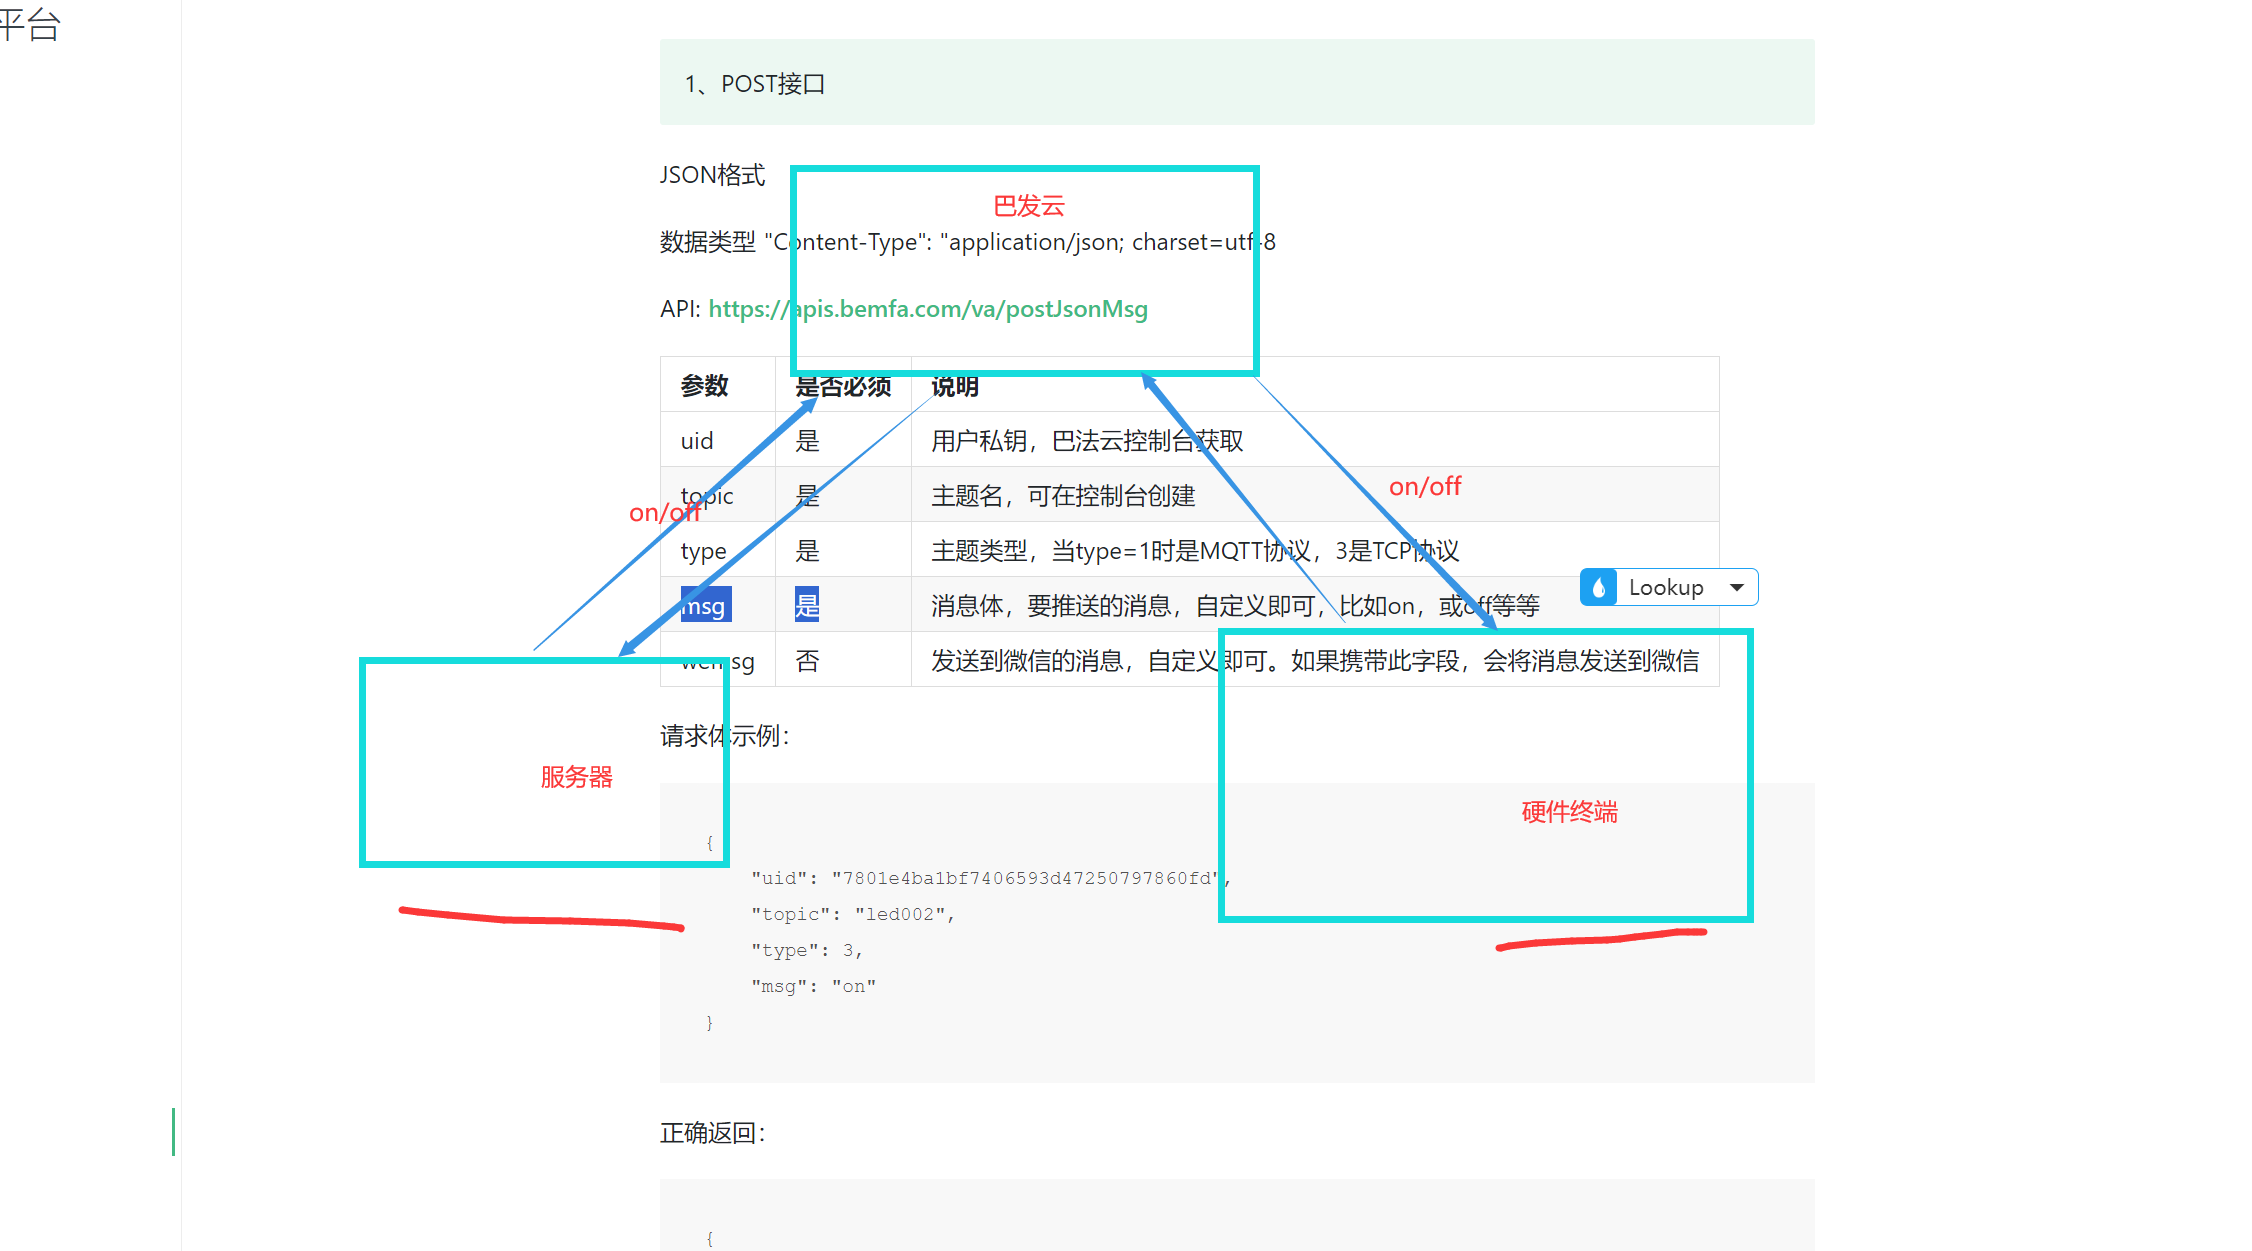 平台
1、POST接口
JSON格式
巴发云
数据类型 "Content-Type": "application/json; charset=utf-8
API: https://apis.bemfa.com/va/postJsonMsg
参数 是否必须 说明
uid 是 用户私钥，巴法云控制台获取
topic 是 主题名，可在控制台创建
on/off
on/off
type 是 主题类型，当type=1时是MQTT协议，3是TCP协议
msg 是 消息体，要推送的消息，自定义即可，比如on，或off等等
Lookup
wemsg 否 发送到微信的消息，自定义即可。如果携带此字段，会将消息发送到微信
请求体示例：
服务器
硬件终端
{
"uid": "7801e4ba1bf7406593d47250797860fd",
"topic": "led002",
"type": 3,
"msg": "on"
}
正确返回：
{